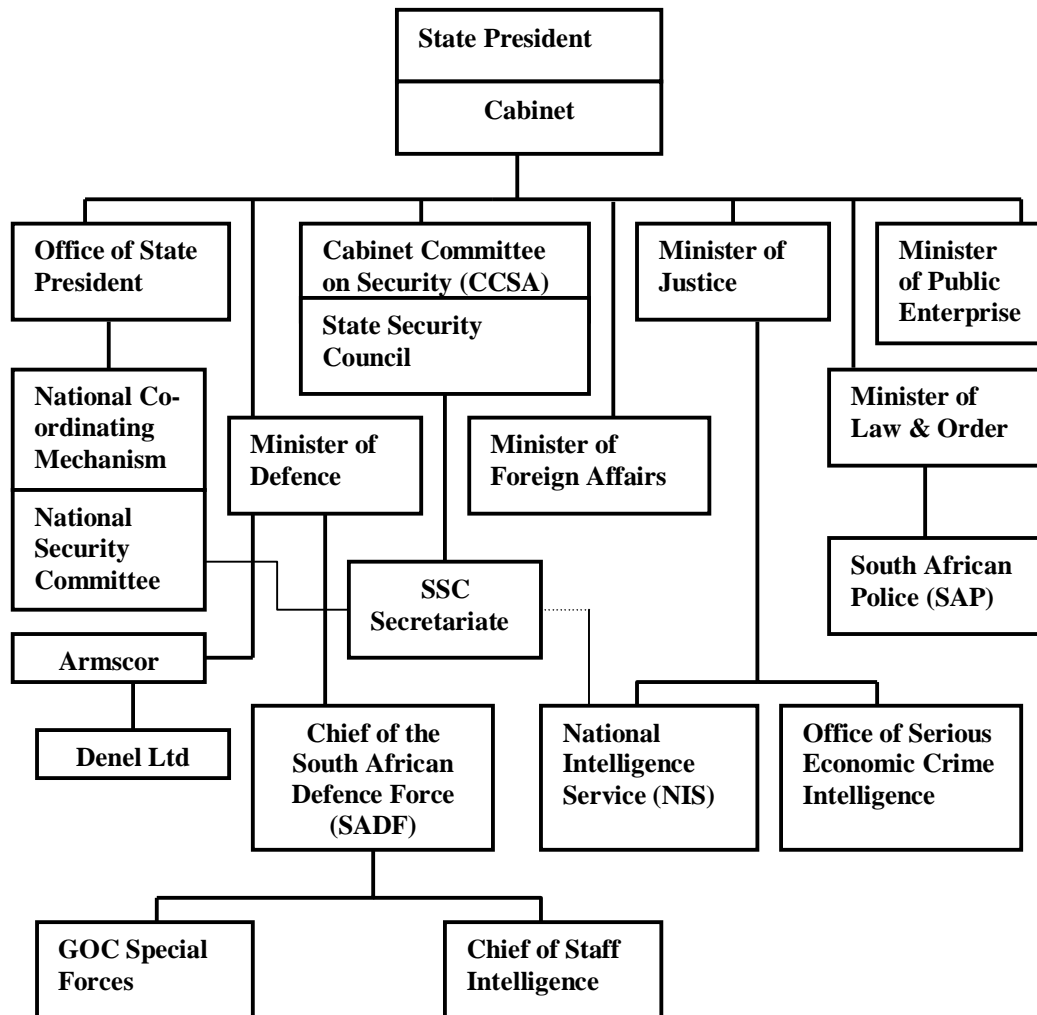 State President
Cabinet
Office of State
President
Cabinet Committee
on Security (CCSA)
State Security
Council
Minister of
Justice
Minister
of Public
Enterprise
National Co-
ordinating
Mechanism
National
Security
Committee
Minister of
Defence
Minister of
Foreign Affairs
Minister of
Law & Order
SSC
Secretariate
South African
Police (SAP)
Armscor
Denel Ltd
Chief of the
South African
Defence Force
(SADF)
National
Intelligence
Service (NIS)
Office of Serious
Economic Crime
Intelligence
GOC Special
Forces
Chief of Staff
Intelligence